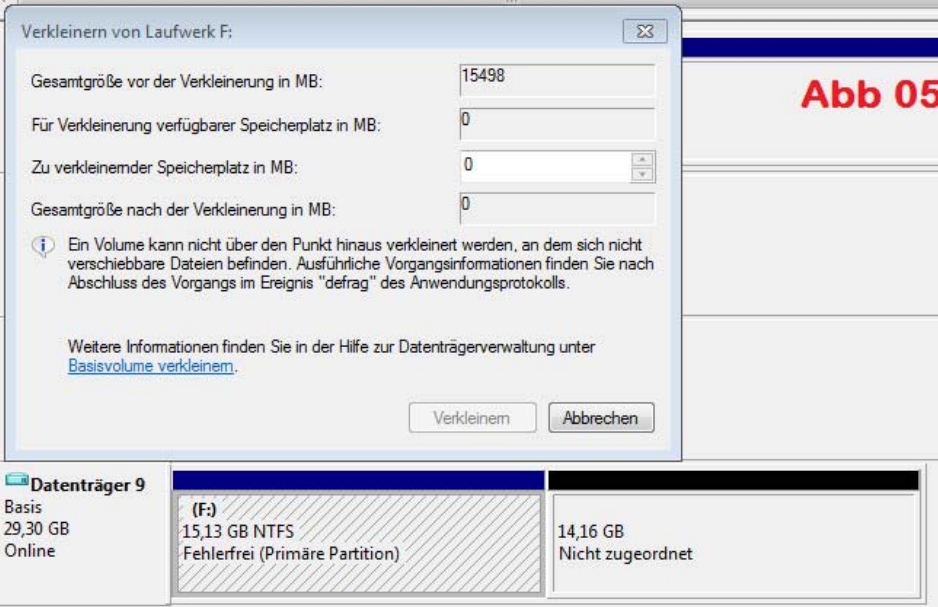 Verkleinern von Laufwerk F:
Abb 05
Gesamtgröße vor der Verkleinerung in MB: 15498
Für Verkleinerung verfügbarer Speicherplatz in MB: 0
Zu verkleinernder Speicherplatz in MB: 0
Gesamtgröße nach der Verkleinerung in MB: 0
Ein Volume kann nicht über den Punkt hinaus verkleinert werden, an dem sich nicht
verschiebbare Dateien befinden. Ausführliche Vorgangsinformationen finden Sie nach
Abschluss des Vorgangs im Ereignis "defrag" des Anwendungsprotokolls.
Weitere Informationen finden Sie in der Hilfe zur Datenträgerverwaltung unter
Basisvolume verkleinern.
Verkleinern
Abbrechen
Datenträger 9
Basis
29,30 GB
Online
(F:)
15,13 GB NTFS
Fehlerfrei (Primäre Partition)
14,16 GB
Nicht zugeordnet